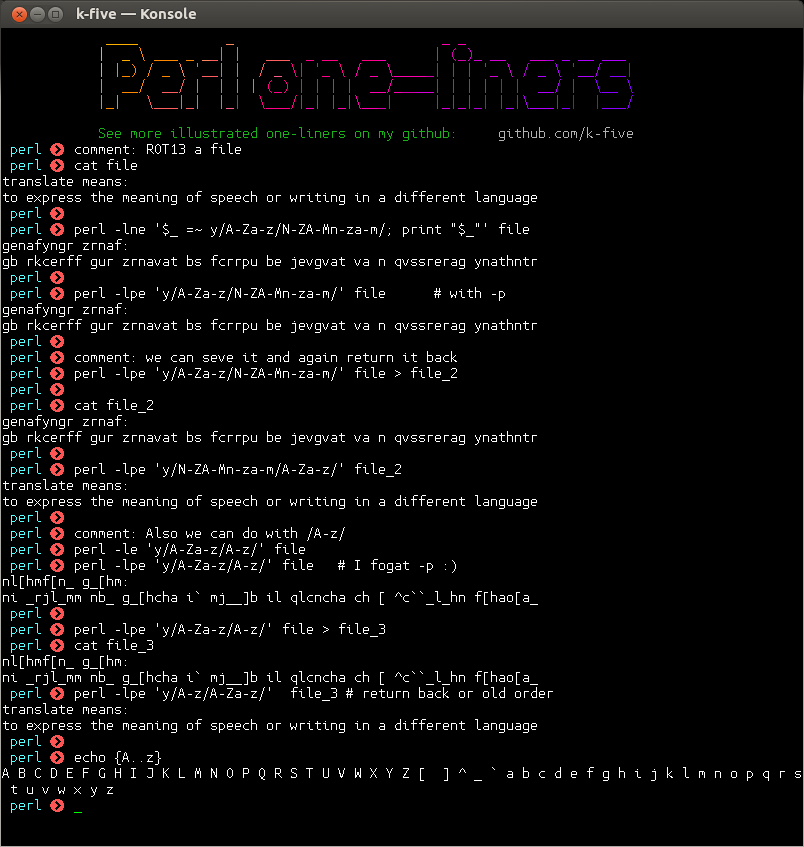 k-five — Konsole
Perl one-liners
See more illustrated one-liners on my github: github.com/k-five
perl comment: ROT13 a file
perl cat file
translate means:
to express the meaning of speech or writing in a different language
perl
perl perl -lne '$_ =~ y/A-Za-z/N-ZA-Mn-za-m/; print "$_"' file
genafyngr zrnaf:
gb rkcerff gur zrnavat bs fcrrpu be jevgvat va n qvssrerag ynathntr
perl
perl perl -lpe 'y/A-Za-z/N-ZA-Mn-za-m/' file # with -p
genafyngr zrnaf:
gb rkcerff gur zrnavat bs fcrrpu be jevgvat va n qvssrerag ynathntr
perl
perl comment: we can seve it and again return it back
perl perl -lpe 'y/A-Za-z/N-ZA-Mn-za-m/' file > file_2
perl
perl cat file_2
genafyngr zrnaf:
gb rkcerff gur zrnavat bs fcrrpu be jevgvat va n qvssrerag ynathntr
perl
perl perl -lpe 'y/N-ZA-Mn-za-m/A-Za-z/' file_2
translate means:
to express the meaning of speech or writing in a different language
perl
perl comment: Also we can do with /A-z/
perl perl -le 'y/A-Za-z/A-z/' file
perl perl -lpe 'y/A-Za-z/A-z/' file # I fogat -p :)
nl[hmf[n_ g_[hm:
ni _rjl_mm nb_ g_[hcha i` mj__]b il qlcncha ch [ ^c``_l_hn f[hao[a_
perl
perl perl -lpe 'y/A-Za-z/A-z/' file > file_3
perl cat file_3
nl[hmf[n_ g_[hm:
ni _rjl_mm nb_ g_[hcha i` mj__]b il qlcncha ch [ ^c``_l_hn f[hao[a_
perl perl -lpe 'y/A-z/A-Za-z/' file_3 # return back or old order
translate means:
to express the meaning of speech or writing in a different language
perl
perl echo {A..z}
A B C D E F G H I J K L M N O P Q R S T U V W X Y Z [ ] ^ _ ` a b c d e f g h i j k l m n o p q r s
t u v w x y z
perl